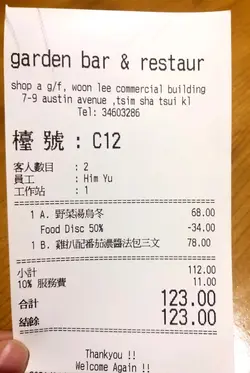 garden bar & restaur
shop a g/f, woon lee commercial building
7-9 austin avenue ,tsim sha tsui kl
Tel: 34603286
檯 號 : C12
客人數目 : 2
員工 : Him Yu
工作站 : 1
1 A. 野菜湯烏冬 68.00
Food Disc 50% -34.00
1 B. 雞扒配番茄濃醬法包三文 78.00
小計 112.00
10% 服務費 11.00
合計 123.00
結餘 123.00
Thankyou !!
Welcome Again !!